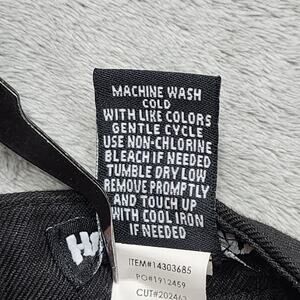 MACHINE WASH
COLD
WITH LIKE COLORS
GENTLE CYCLE
USE NON-CHLORINE
BLEACH IF NEEDED
TUMBLE DRY LOW
REMOVE PROMPTLY
AND TOUCH UP
WITH COOL IRON
IF NEEDED
ITEM#14303685
PO#1912459